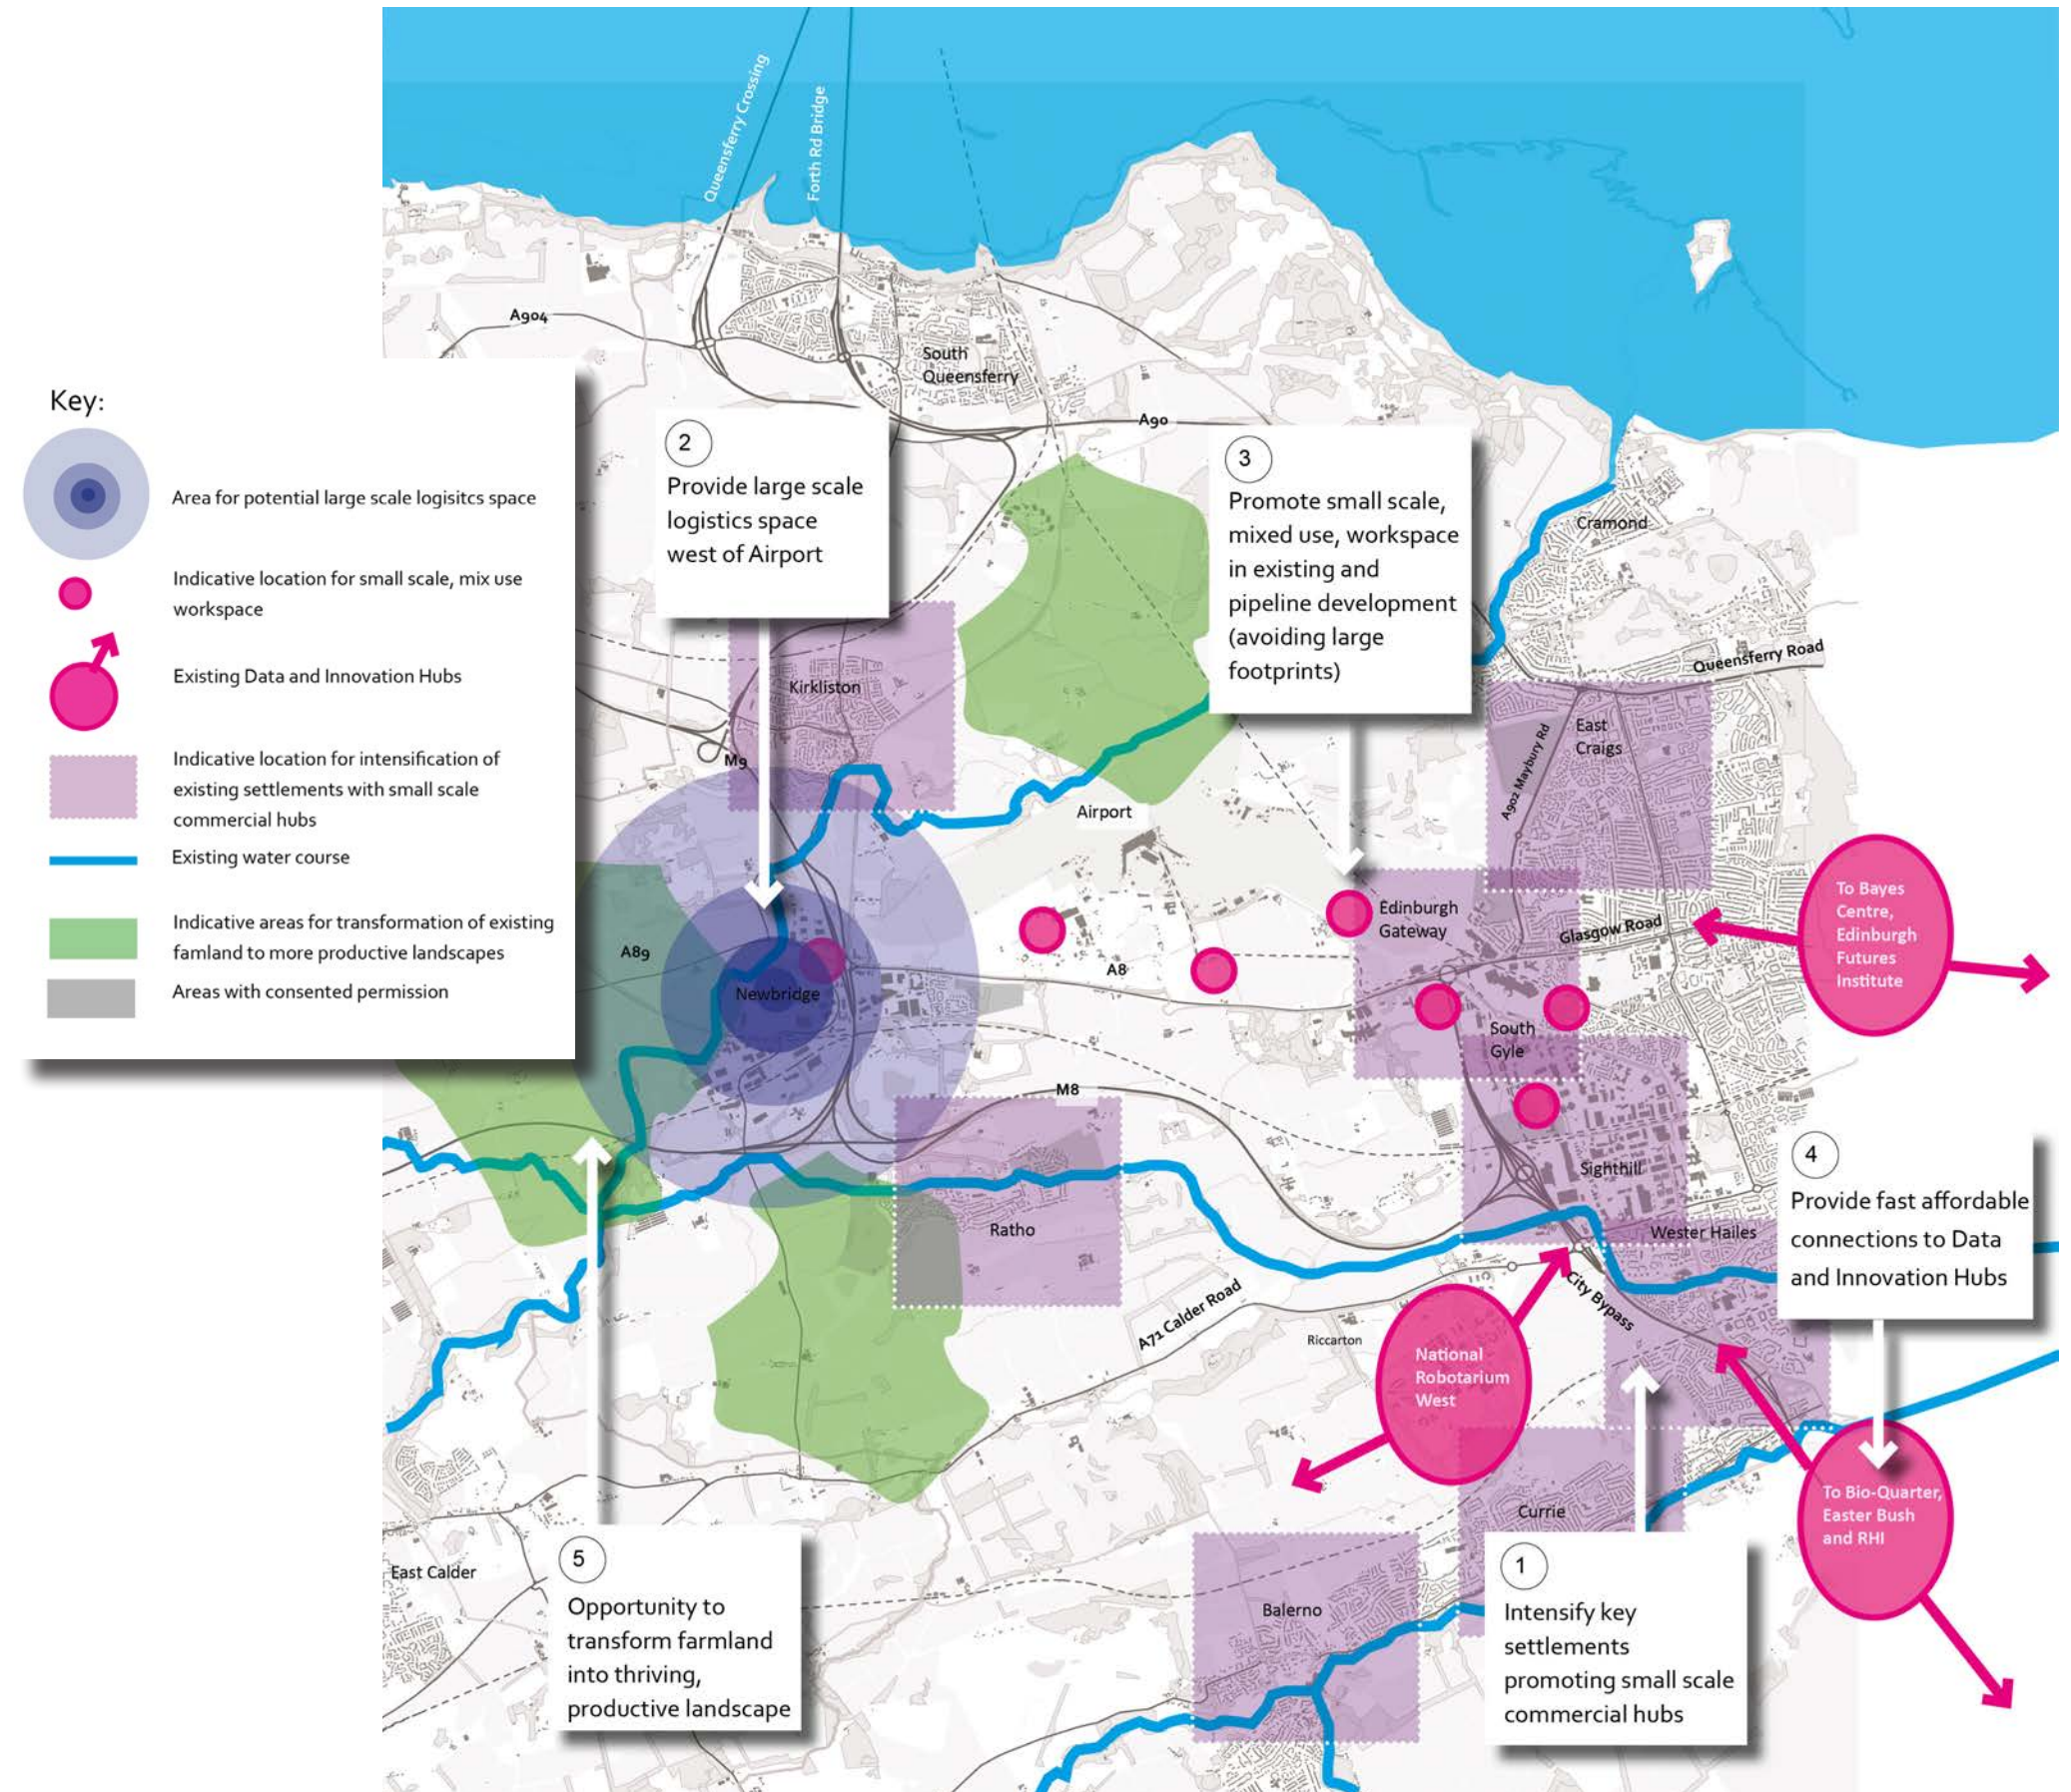 Queensferry Crossing
Forth Rd Bridge
A904
South
Queensferry
A90
Key:
Area for potential large scale logisitcs space
Indicative location for small scale, mix use
workspace
Existing Data and Innovation Hubs
Indicative location for intensification of
existing settlements with small scale
commercial hubs
Existing water course
Indicative areas for transformation of existing
famland to more productive landscapes
Areas with consented permission
2
Provide large scale
logistics space
west of Airport
3
Promote small scale,
mixed use, workspace
in existing and
pipeline development
(avoiding large
footprints)
Cramond
Queensferry Road
Kirkliston
East
Craigs
A902 Maybury Rd
M9
Airport
Edinburgh
Gateway
Glasgow Road
To Bayes
Centre,
Edinburgh
Futures
Institute
A89
A8
Newbridge
South
Gyle
M8
Sighthill
4
Provide fast affordable
connections to Data
and Innovation Hubs
Ratho
Wester Hailes
City Bypass
A71 Calder Road
Riccarton
National
Robotarium
West
To Bio-Quarter,
Easter Bush
and RHI
Currie
East Calder
5
Opportunity to
transform farmland
into thriving,
productive landscape
Balerno
1
Intensify key
settlements
promoting small scale
commercial hubs